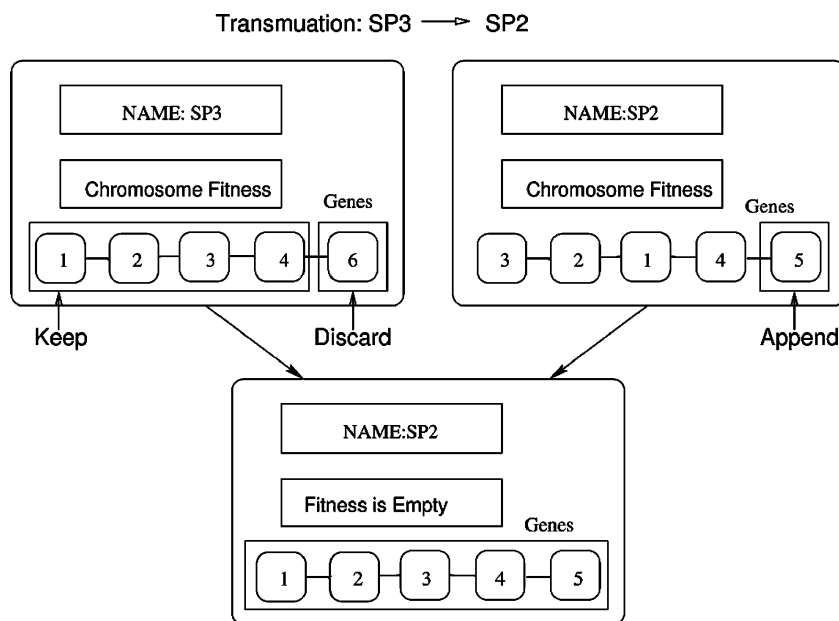 Transmuation: SP3 SP2
NAME: SP3
Chromosome Fitness
Genes
1 2 3 4 6
Keep
Discard
NAME:SP2
Chromosome Fitness
Genes
3 2 1 4 5
Append
NAME:SP2
Fitness is Empty
Genes
1 2 3 4 5